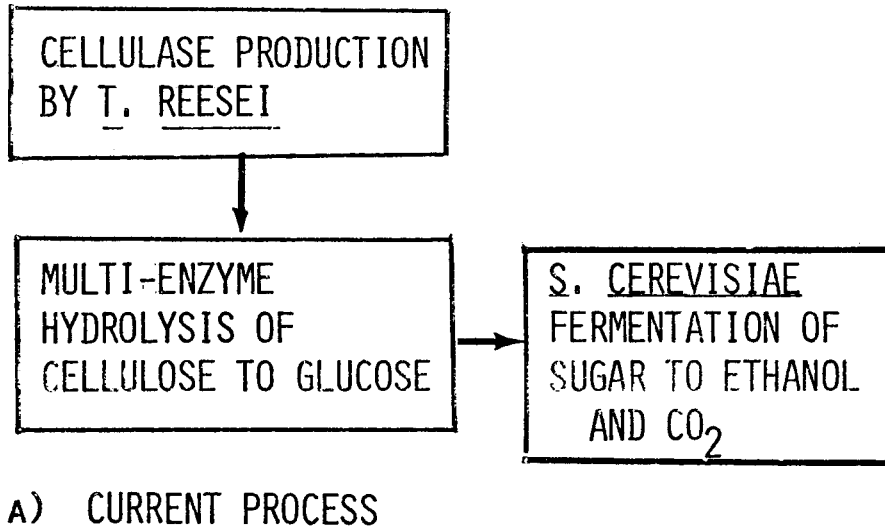 CELLULASE PRODUCTION
BY T. REESEI
MULTI-ENZYME
HYDROLYSIS OF
CELLULOSE TO GLUCOSE
S. CEREVISIAE
FERMENTATION OF
SUGAR TO ETHANOL
AND CO2
A) CURRENT PROCESS